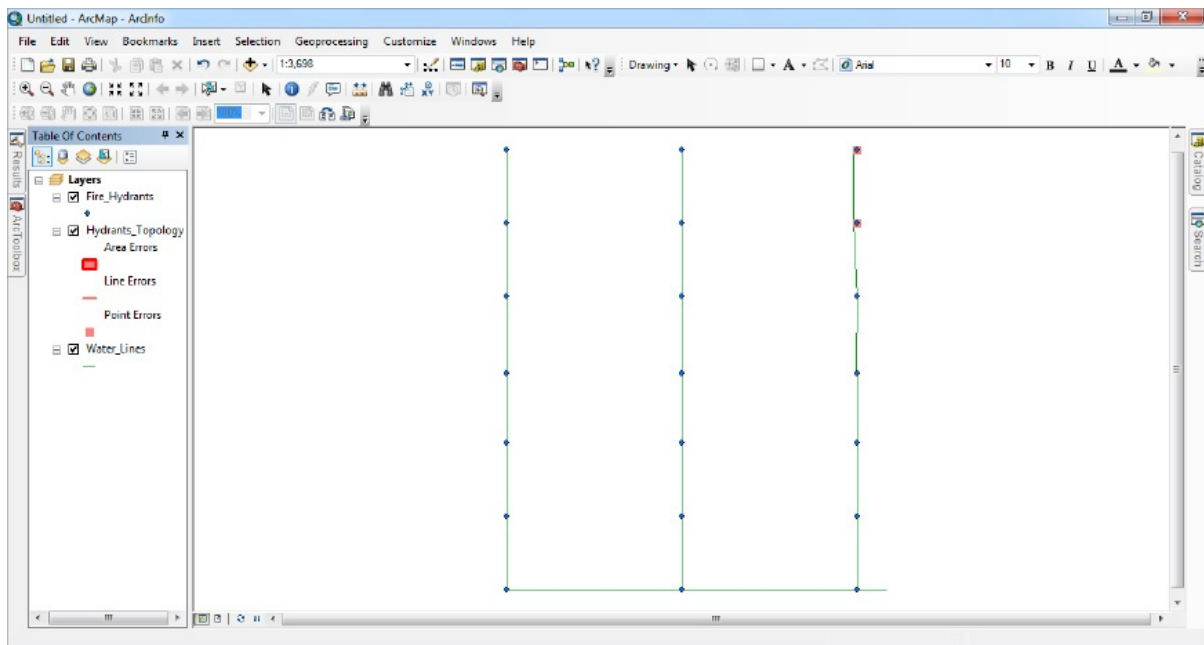 Untitled - ArcMap - ArcInfo
File Edit View Bookmarks Insert Selection Geoprocessing Customize Windows Help
1:3,698 Drawing A Arial 10 B I U A
Table Of Contents
Results
ArcToolbox
Layers
Fire_Hydrants
Hydrants_Topology
Area Errors
Line Errors
Point Errors
Water_Lines
Catalog
Search